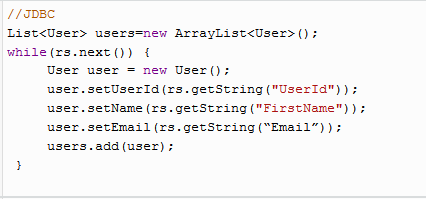 //JDBC
List<User> users=new ArrayList<User>();
while(rs.next()) {
User user = new User();
user.setUserId(rs.getString("UserId"));
user.setName(rs.getString("FirstName"));
user.setEmail(rs.getString(“Email”));
users.add(user);
}